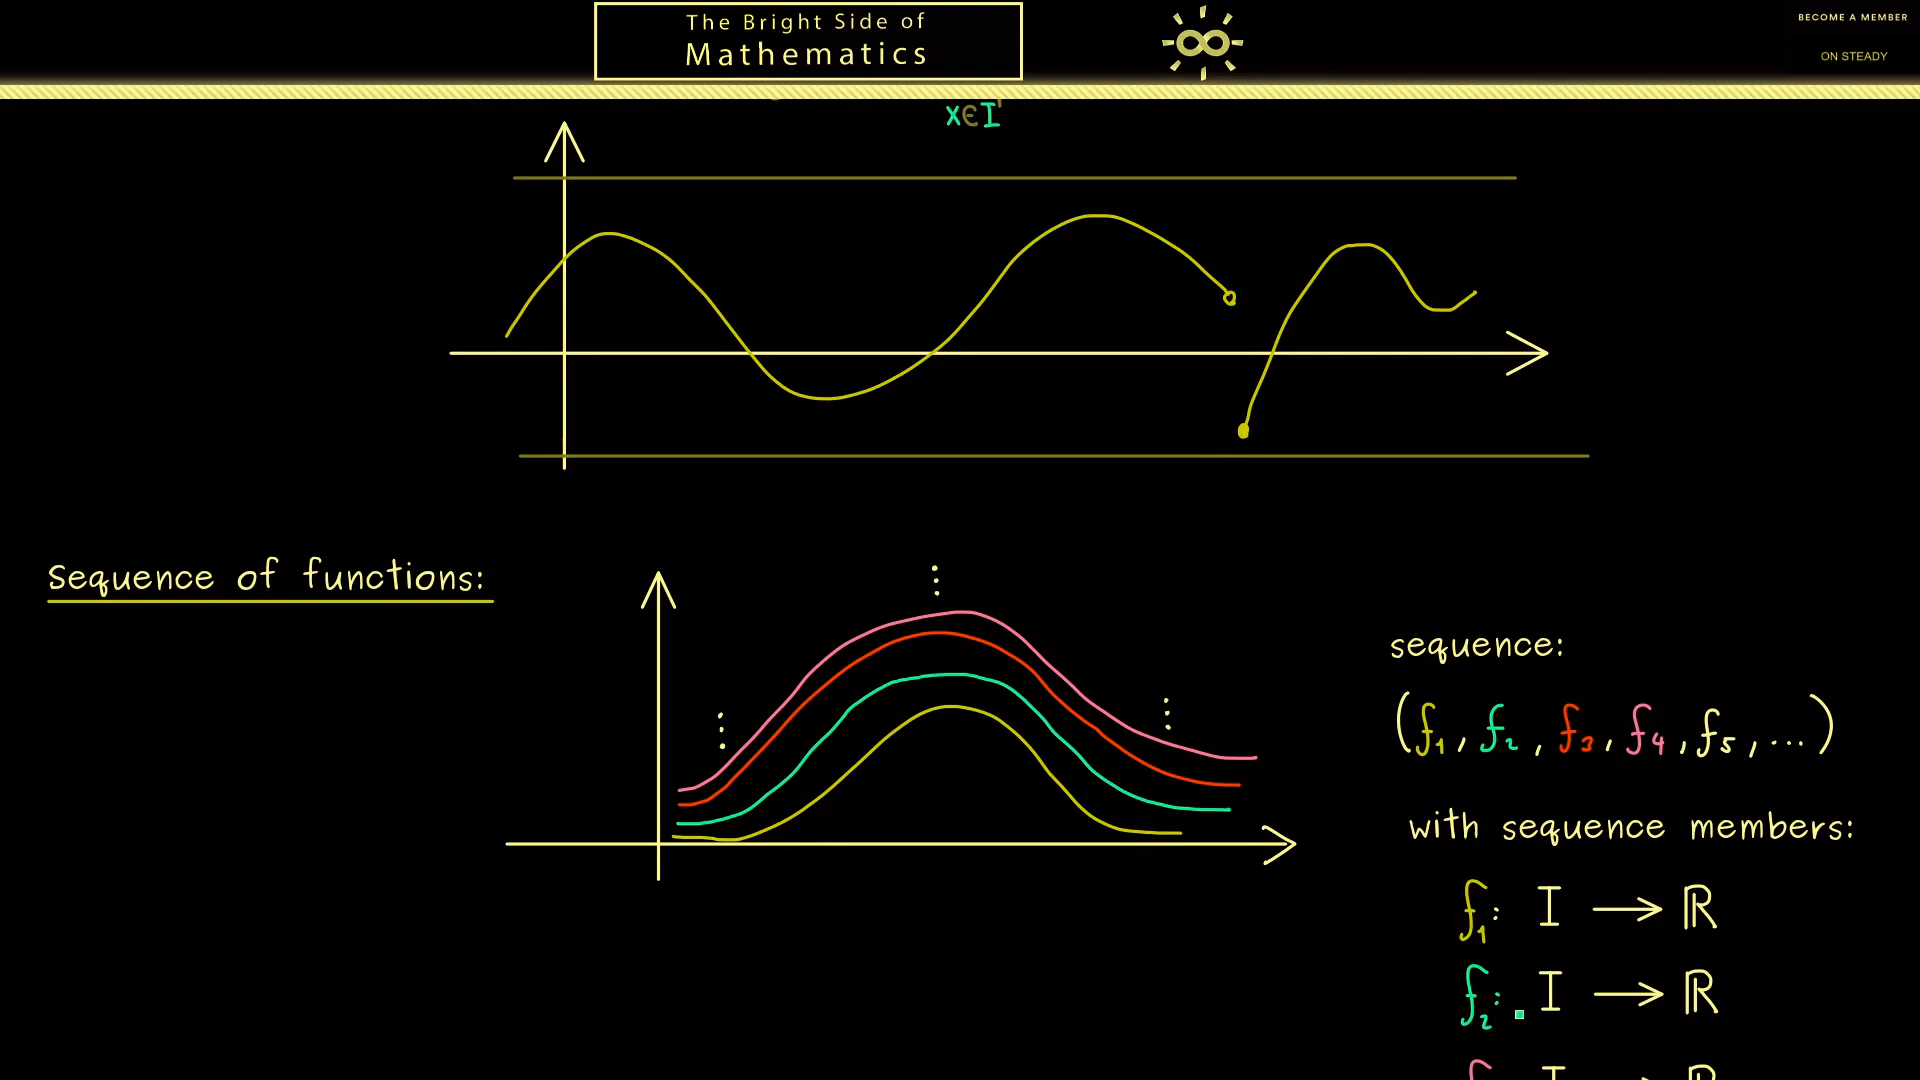 The Bright Side of
Mathematics
BECOME A MEMBER
ON STEADY
x∈I
Sequence of functions:
sequence:
(f₁, f₂, f₃, f₄, f₅, ...)
with sequence members:
f₁: I ⟶ ℝ
f₂: I ⟶ ℝ